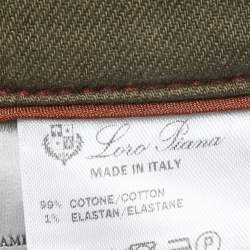 Loro Piana
MADE IN ITALY
99% COTONE/COTTON
1% ELASTAN/ELASTANE